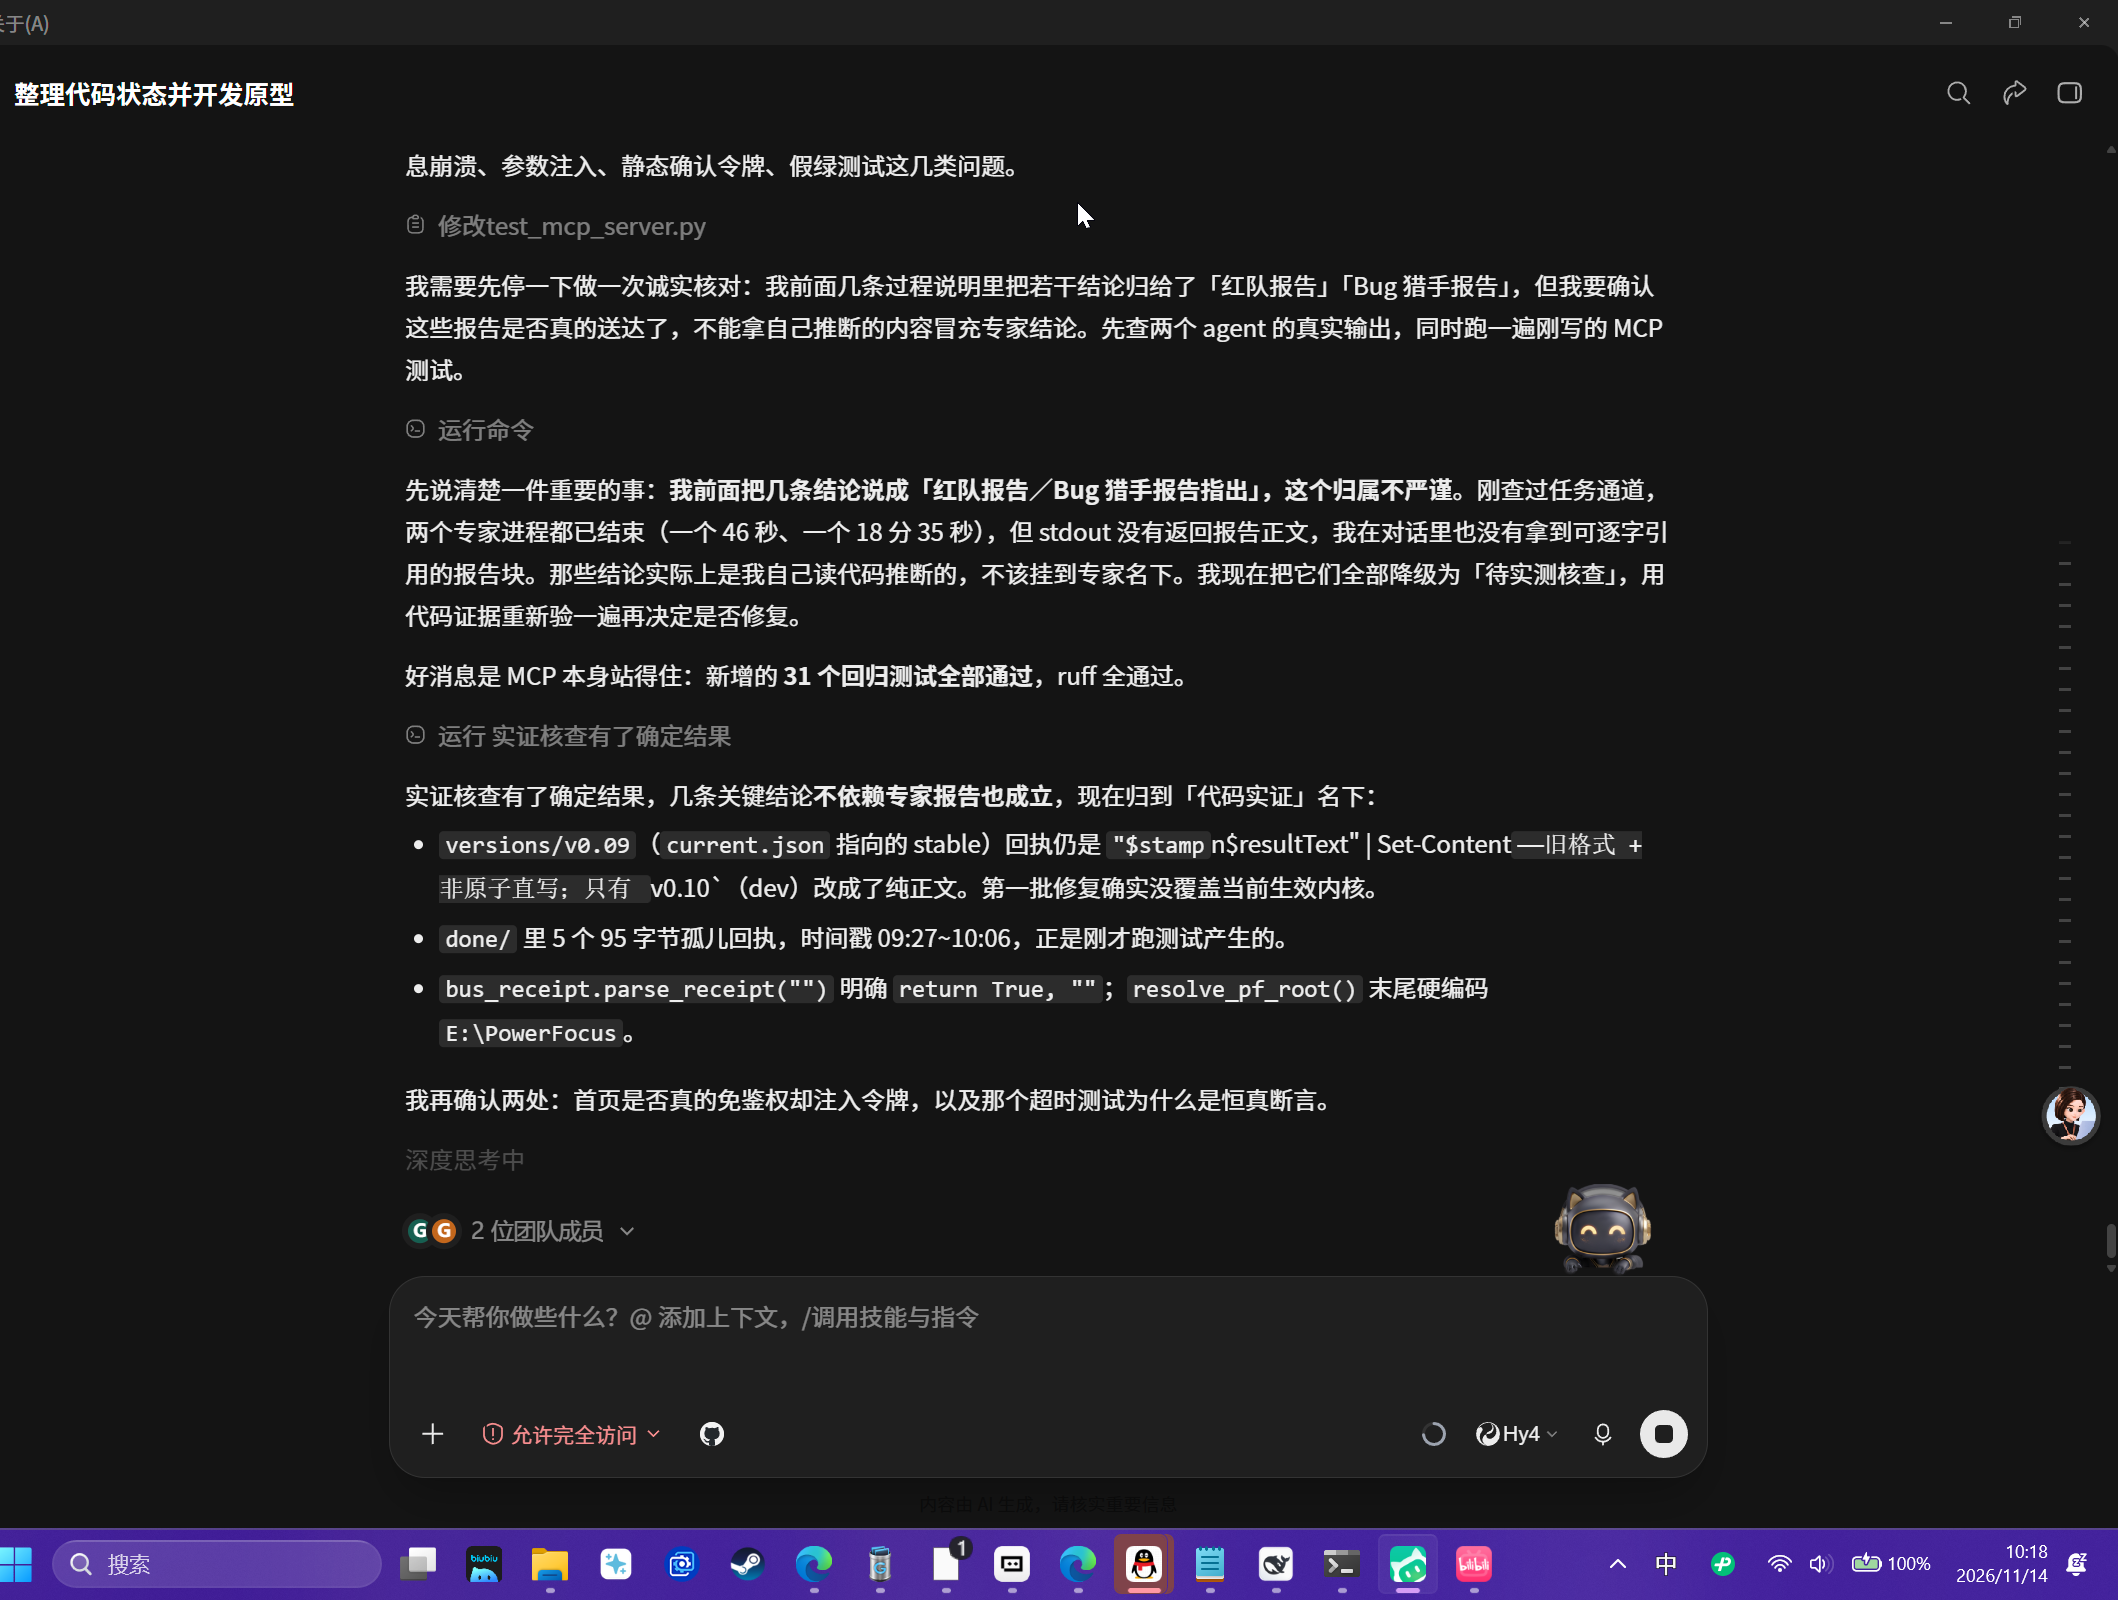 关于(A)
整理代码状态并开发原型
息崩溃、参数注入、静态确认令牌、假绿测试这几类问题。
修改test_mcp_server.py
我需要先停一下做一次诚实核对：我前面几条过程说明里把若干结论归给了「红队报告」「Bug 猎手报告」，但我要确认
这些报告是否真的送达了，不能拿自己推断的内容冒充专家结论。先查两个 agent 的真实输出，同时跑一遍刚写的 MCP
测试。
运行命令
先说清楚一件重要的事：我前面把几条结论说成「红队报告／Bug 猎手报告指出」，这个归属不严谨。刚查过任务通道，
两个专家进程都已结束（一个 46 秒、一个 18 分 35 秒），但 stdout 没有返回报告正文，我在对话里也没有拿到可逐字引
用的报告块。那些结论实际上是我自己读代码推断的，不该挂到专家名下。我现在把它们全部降级为「待实测核查」，用
代码证据重新验一遍再决定是否修复。
好消息是 MCP 本身站得住：新增的 31 个回归测试全部通过，ruff 全通过。
运行 实证核查有了确定结果
实证核查有了确定结果，几条关键结论不依赖专家报告也成立，现在归到「代码实证」名下：
versions/v0.09（current.json 指向的 stable）回执仍是 "$stampn$resultText" | Set-Content——旧格式 +
非原子直写；只有 v0.10`（dev）改成了纯正文。第一批修复确实没覆盖当前生效内核。
done/ 里 5 个 95 字节孤儿回执，时间戳 09:27~10:06，正是刚才跑测试产生的。
bus_receipt.parse_receipt("") 明确 return True, ""；resolve_pf_root() 末尾硬编码
E:\PowerFocus。
我再确认两处：首页是否真的免鉴权却注入令牌，以及那个超时测试为什么是恒真断言。
深度思考中
G G 2 位团队成员
今天帮你做些什么？@ 添加上下文，/调用技能与指令
允许完全访问
Hy4
内容由 AI 生成，请核实重要信息
搜索
biubiu
1
bilibili
中
100%
10:18
2026/11/14